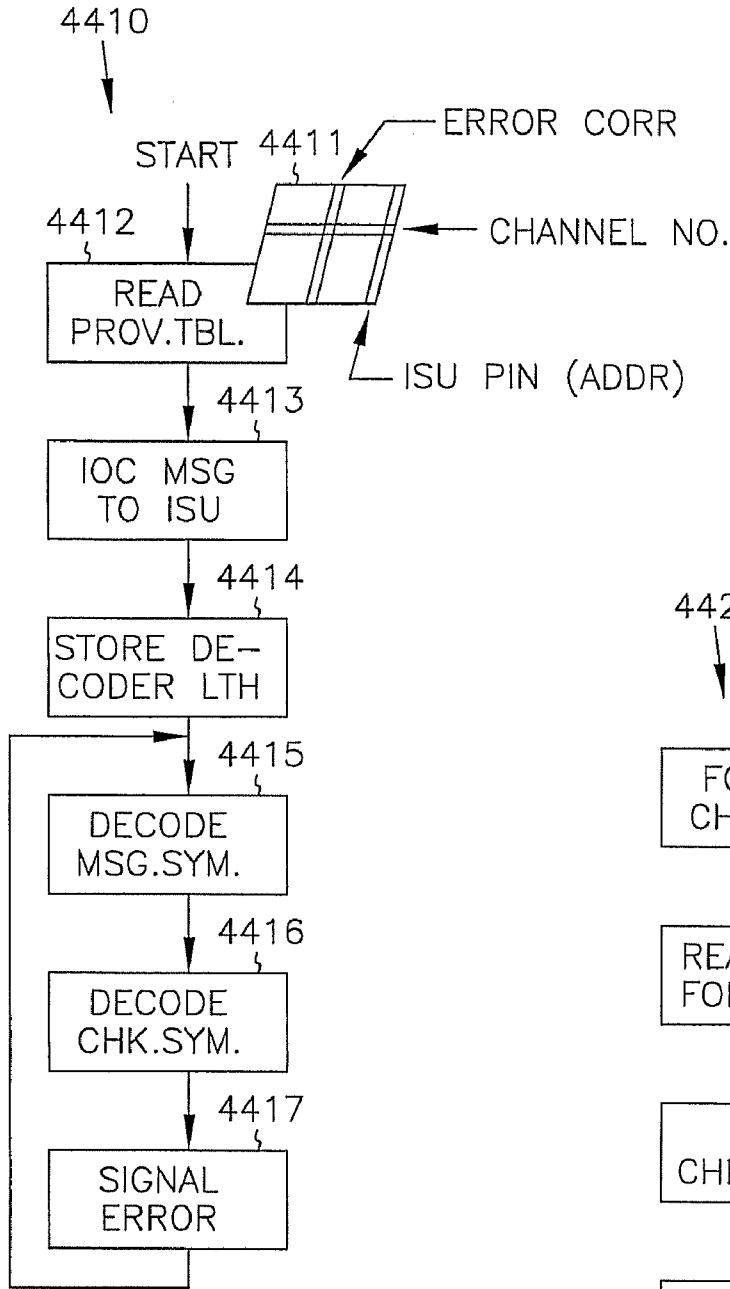 4410
START
4411
ERROR CORR
4412
CHANNEL NO.
READ
PROV.TBL.
ISU PIN (ADDR)
4413
IOC MSG
TO ISU
4414
STORE DE-
CODER LTH
4415
DECODE
MSG.SYM.
4416
DECODE
CHK.SYM.
4417
SIGNAL
ERROR
442